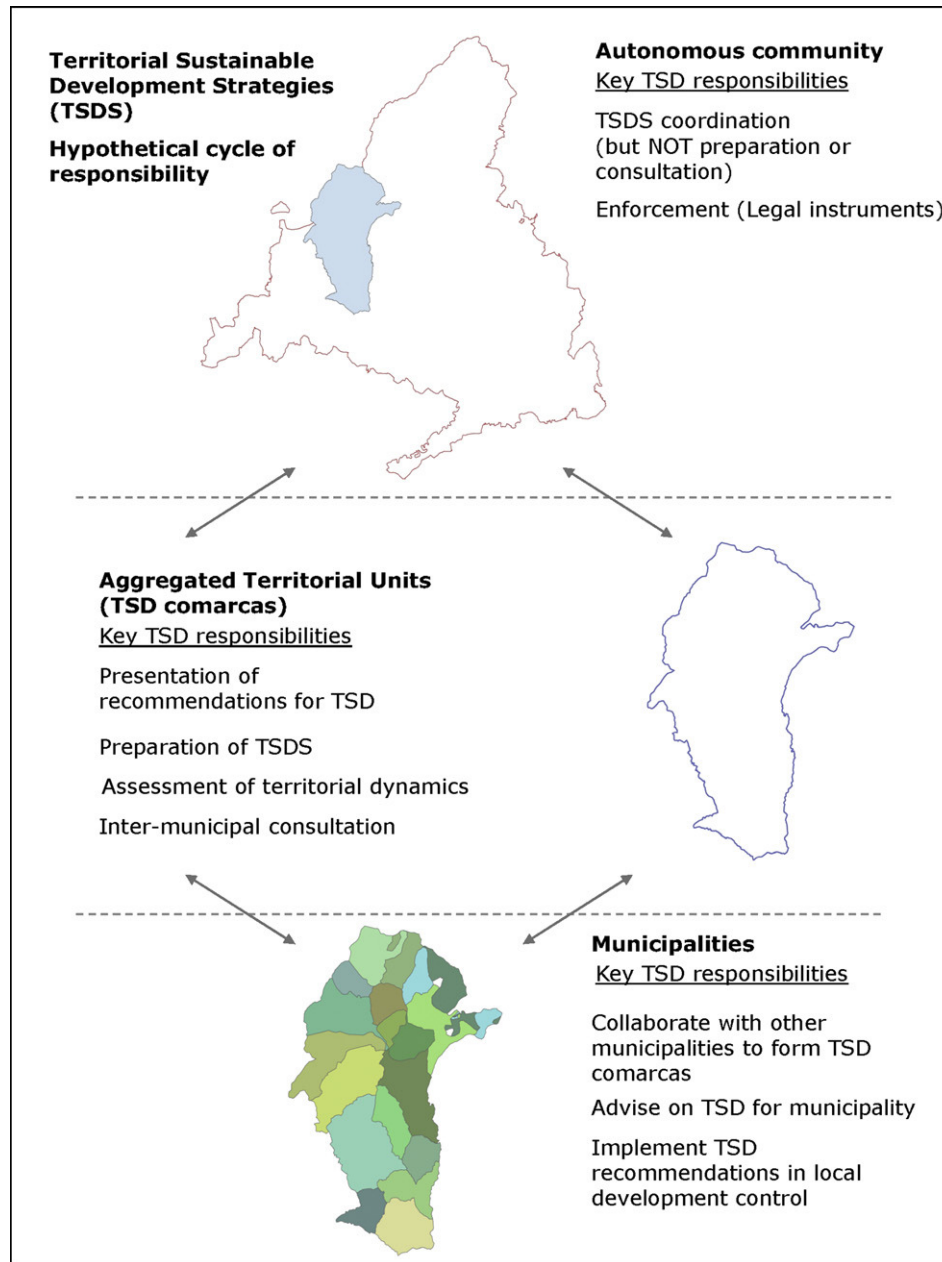 Territorial Sustainable
Development Strategies
(TSDS)
Hypothetical cycle of
responsibility
Autonomous community
Key TSD responsibilities
TSDS coordination
(but NOT preparation or
consultation)
Enforcement (Legal instruments)
Aggregated Territorial Units
(TSD comarcas)
Key TSD responsibilities
Presentation of
recommendations for TSD
Preparation of TSDS
Assessment of territorial dynamics
Inter-municipal consultation
Municipalities
Key TSD responsibilities
Collaborate with other
municipalities to form TSD
comarcas
Advise on TSD for municipality
Implement TSD
recommendations in local
development control